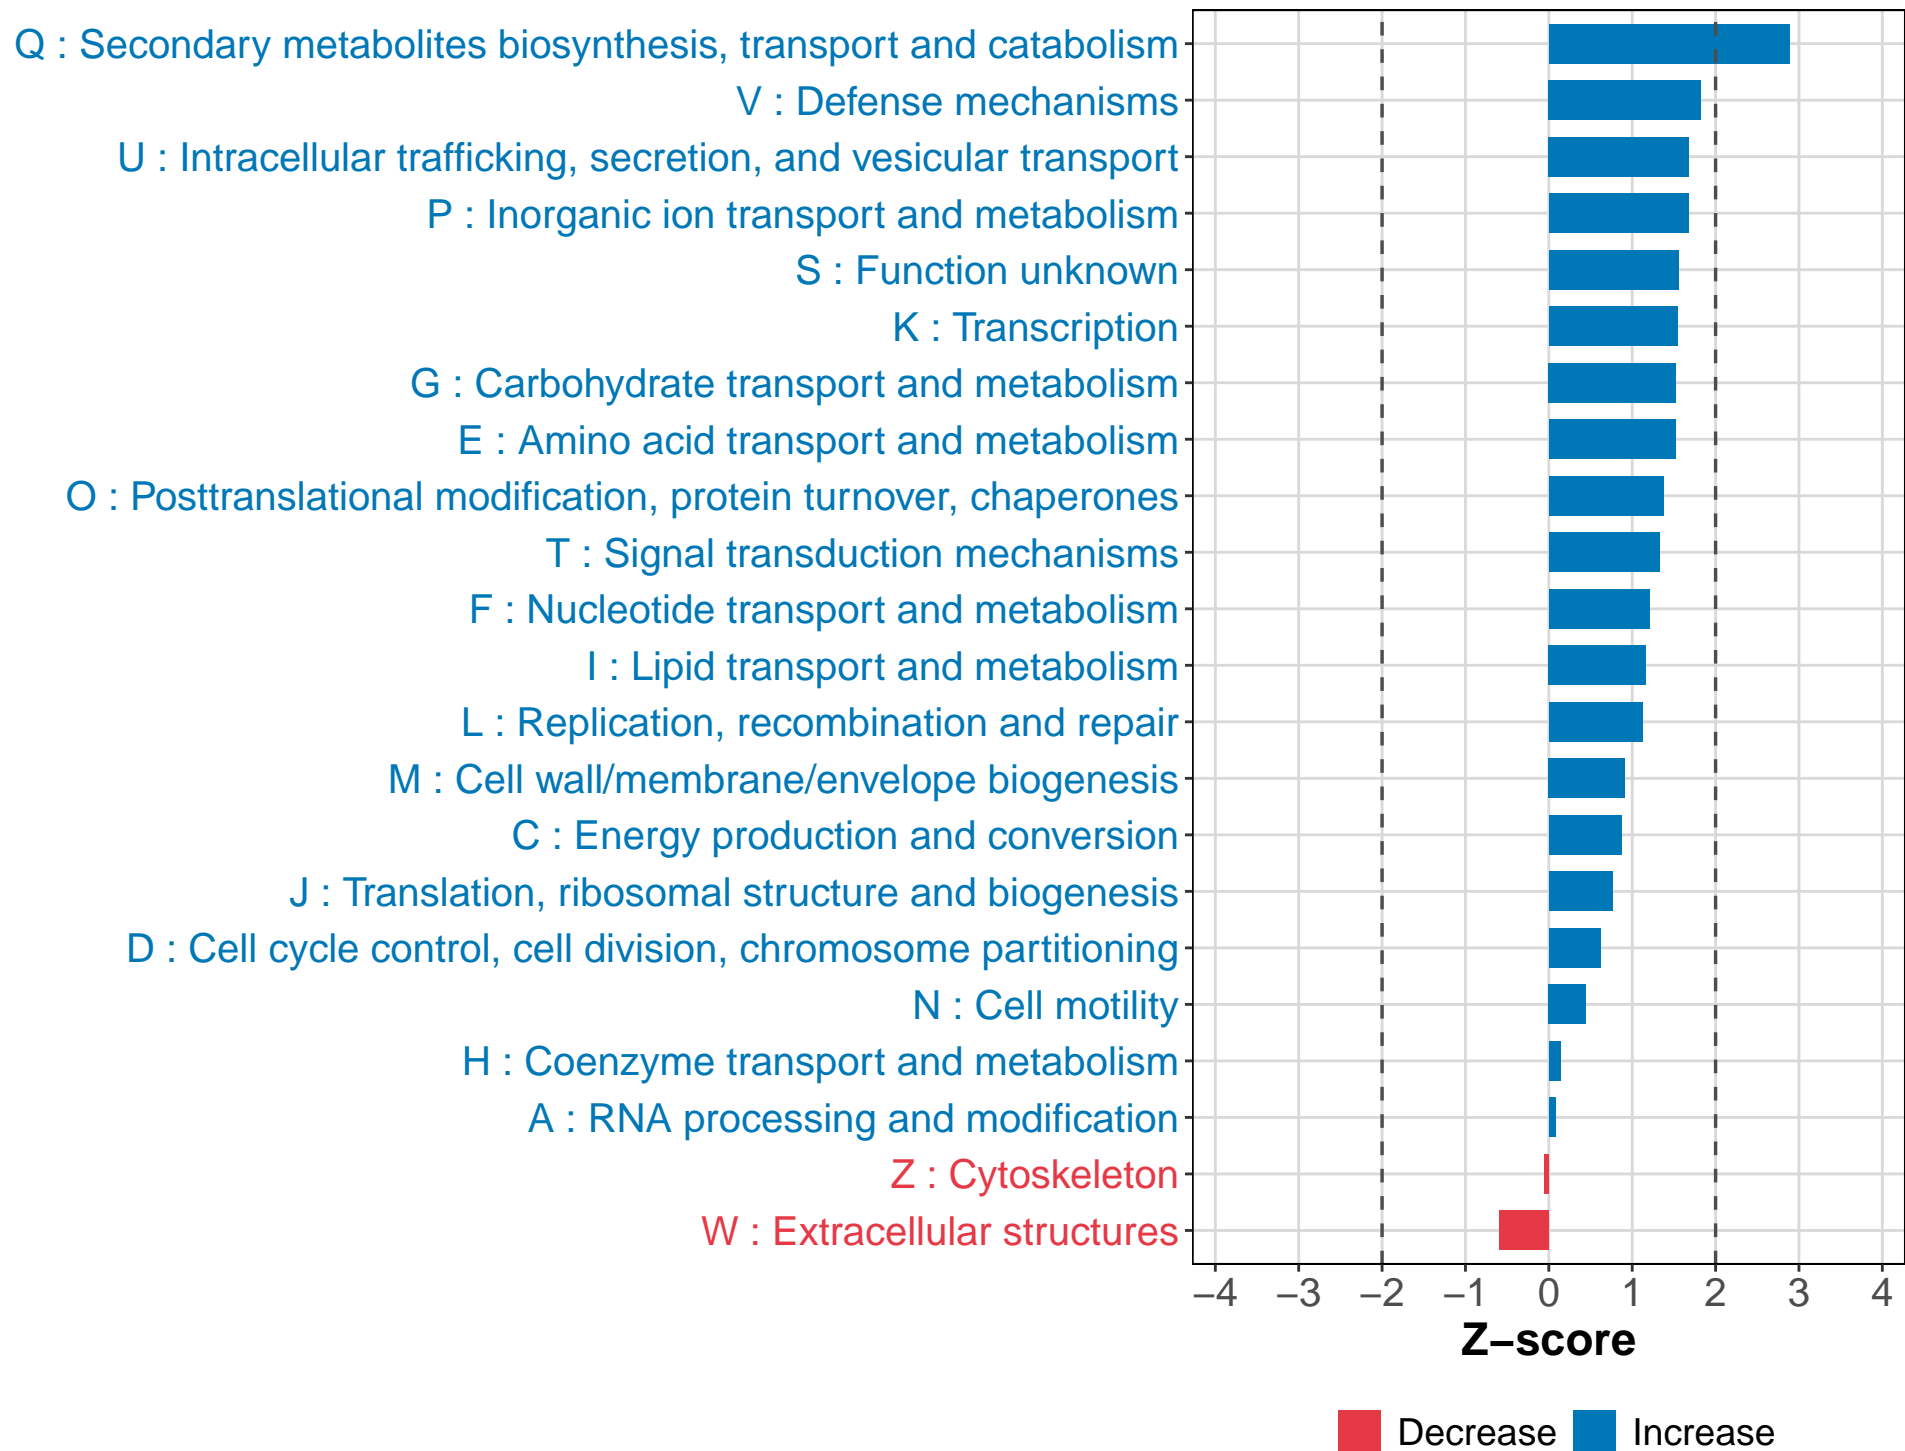 Q : Secondary metabolites biosynthesis, transport and catabolism
V : Defense mechanisms
U : Intracellular trafficking, secretion, and vesicular transport
P : Inorganic ion transport and metabolism
S : Function unknown
K : Transcription
G : Carbohydrate transport and metabolism
E : Amino acid transport and metabolism
O : Posttranslational modification, protein turnover, chaperones
T : Signal transduction mechanisms
F : Nucleotide transport and metabolism
I : Lipid transport and metabolism
L : Replication, recombination and repair
M : Cell wall/membrane/envelope biogenesis
C : Energy production and conversion
J : Translation, ribosomal structure and biogenesis
D : Cell cycle control, cell division, chromosome partitioning
N : Cell motility
H : Coenzyme transport and metabolism
A : RNA processing and modification
Z : Cytoskeleton
W : Extracellular structures
−4 −3 −2 −1 0 1 2 3 4
Z−score
Decrease Increase